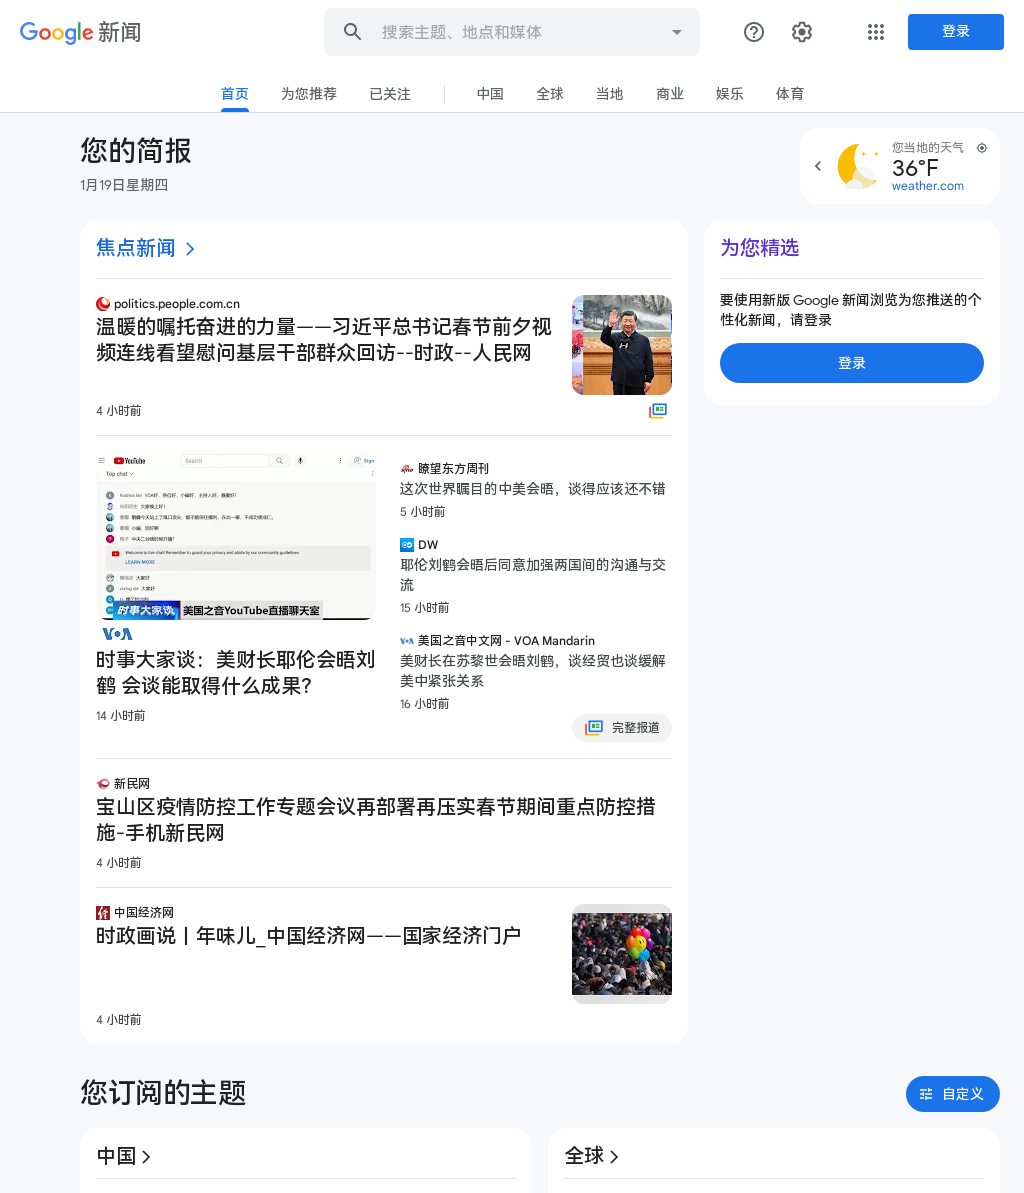 Google 新闻
搜索主题、地点和媒体
登录
首页 为您推荐 已关注 中国 全球 当地 商业 娱乐 体育
您的简报
1月19日星期四
您当地的天气
36°F
weather.com
焦点新闻
politics.people.com.cn
温暖的嘱托奋进的力量——习近平总书记春节前夕视
频连线看望慰问基层干部群众回访--时政--人民网
4 小时前
为您精选
要使用新版 Google 新闻浏览为您推送的个
性化新闻，请登录
登录
YouTube
Search
Sign
Top chat
Welcome to live chat! Remember to guard your privacy and abide by our community guidelines.
LEARN MORE
时事大家谈 美国之音YouTube直播聊天室
VOA
时事大家谈：美财长耶伦会晤刘
鹤 会谈能取得什么成果？
14 小时前
瞭望东方周刊
这次世界瞩目的中美会晤，谈得应该还不错
5 小时前
DW
耶伦刘鹤会晤后同意加强两国间的沟通与交
流
15 小时前
美国之音中文网 - VOA Mandarin
美财长在苏黎世会晤刘鹤，谈经贸也谈缓解
美中紧张关系
16 小时前
完整报道
新民网
宝山区疫情防控工作专题会议再部署再压实春节期间重点防控措
施-手机新民网
4 小时前
中国经济网
时政画说丨年味儿_中国经济网——国家经济门户
4 小时前
您订阅的主题
自定义
中国
全球